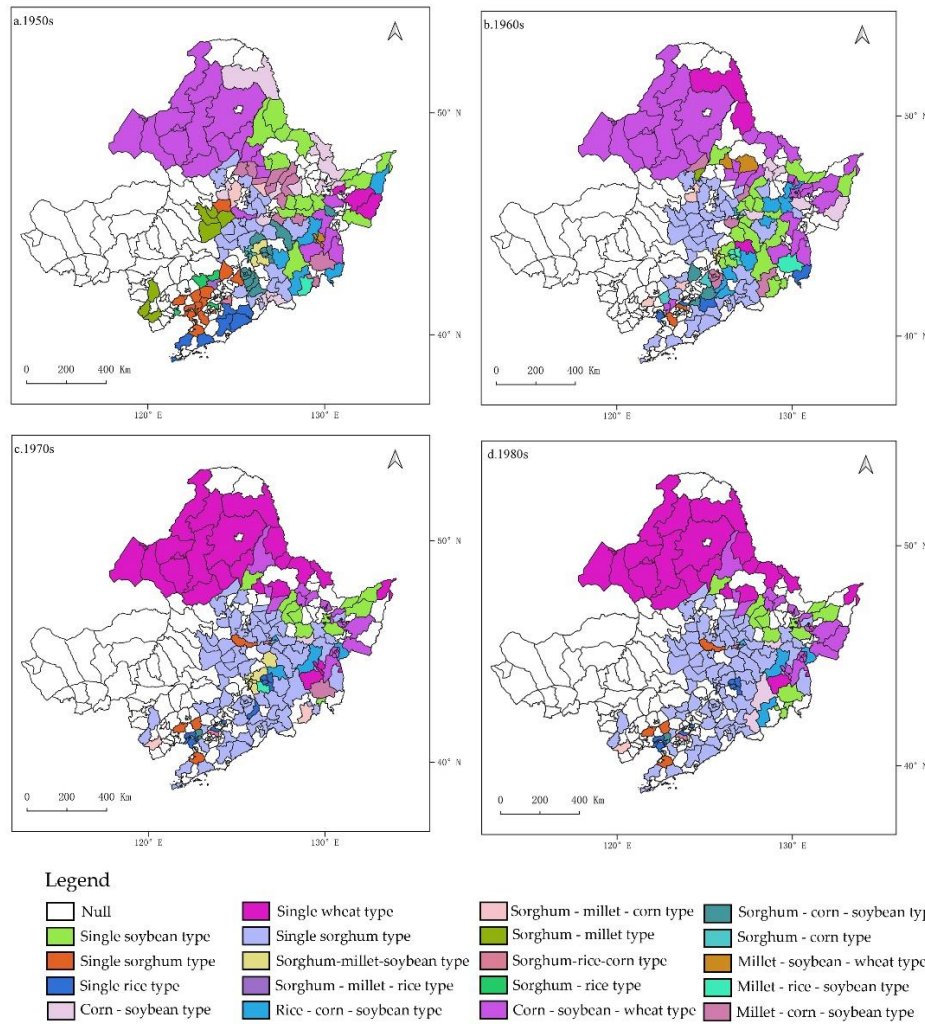 a.1950s
b.1960s
50° N
50° N
40° N
40° N
0 200 400 Km
0 200 400 Km
120° E 130° E
120° E 130° E
c.1970s
d.1980s
50° N
50° N
40° N
40° N
0 200 400 Km
0 200 400 Km
120° E 130° E
120° E 130° E
Legend
Null
Single soybean type
Single sorghum type
Single rice type
Corn - soybean type
Single wheat type
Single sorghum type
Sorghum-millet-soybean type
Sorghum - millet - rice type
Rice - corn - soybean type
Sorghum - millet - corn type
Sorghum - millet type
Sorghum-rice-corn type
Sorghum - rice type
Corn - soybean - wheat type
Sorghum - corn - soybean typ
Sorghum - corn type
Millet - soybean - wheat type
Millet - rice - soybean type
Millet - corn - soybean type